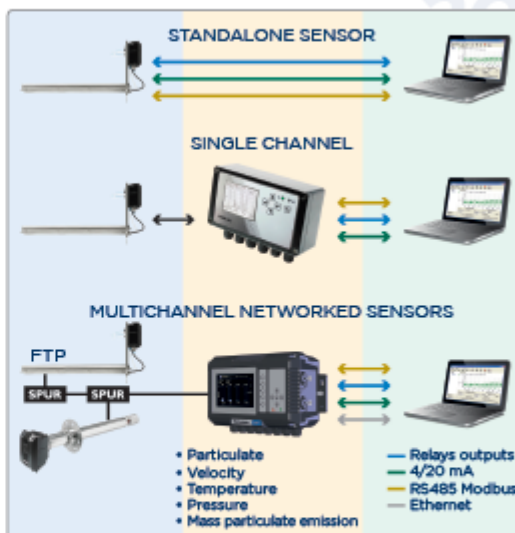 STANDALONE SENSOR
SINGLE CHANNEL
MULTICHANNEL NETWORKED SENSORS
FTP
SPUR
SPUR
• Particulate
• Velocity
• Temperature
• Pressure
• Mass particulate emission
Relays outputs
4/20 mA
RS485 Modbus
Ethernet